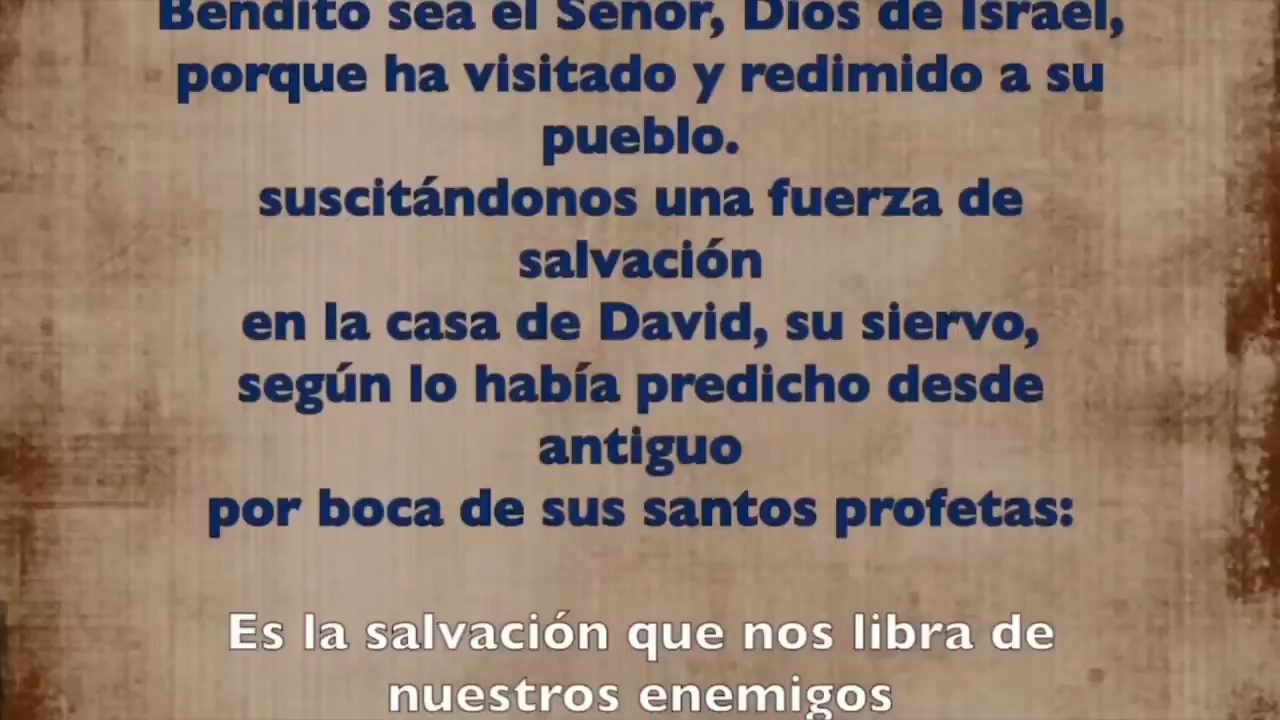 Bendito sea el Señor, Dios de Israel,
porque ha visitado y redimido a su
pueblo.
suscitándonos una fuerza de
salvación
en la casa de David, su siervo,
según lo había predicho desde
antiguo
por boca de sus santos profetas:
Es la salvación que nos libra de
nuestros enemigos